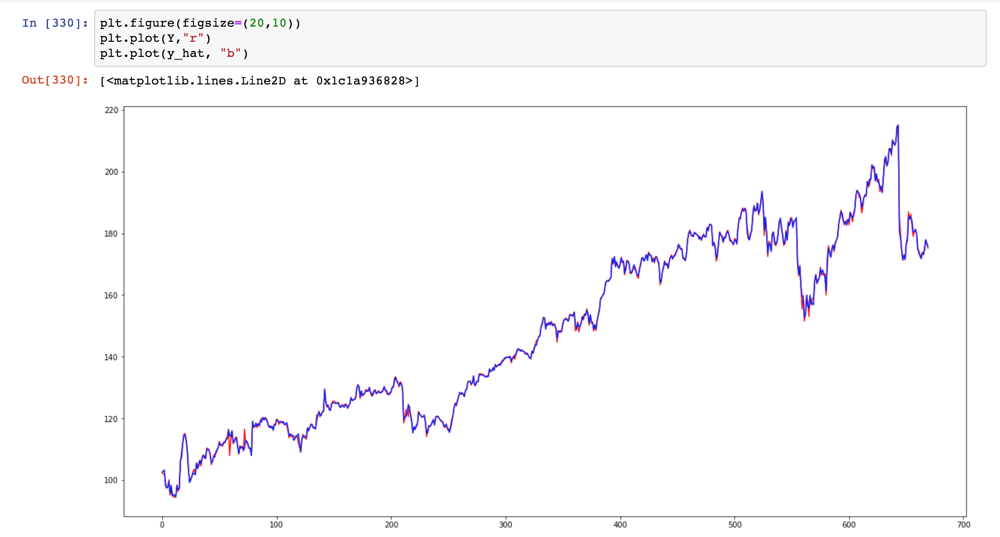 In [330]: plt.figure(figsize=(20,10))
plt.plot(Y,"r")
plt.plot(y_hat, "b")
Out[330]: [<matplotlib.lines.Line2D at 0x1c1a936828>]
220
200
180
160
140
120
100
0 100 200 300 400 500 600 700